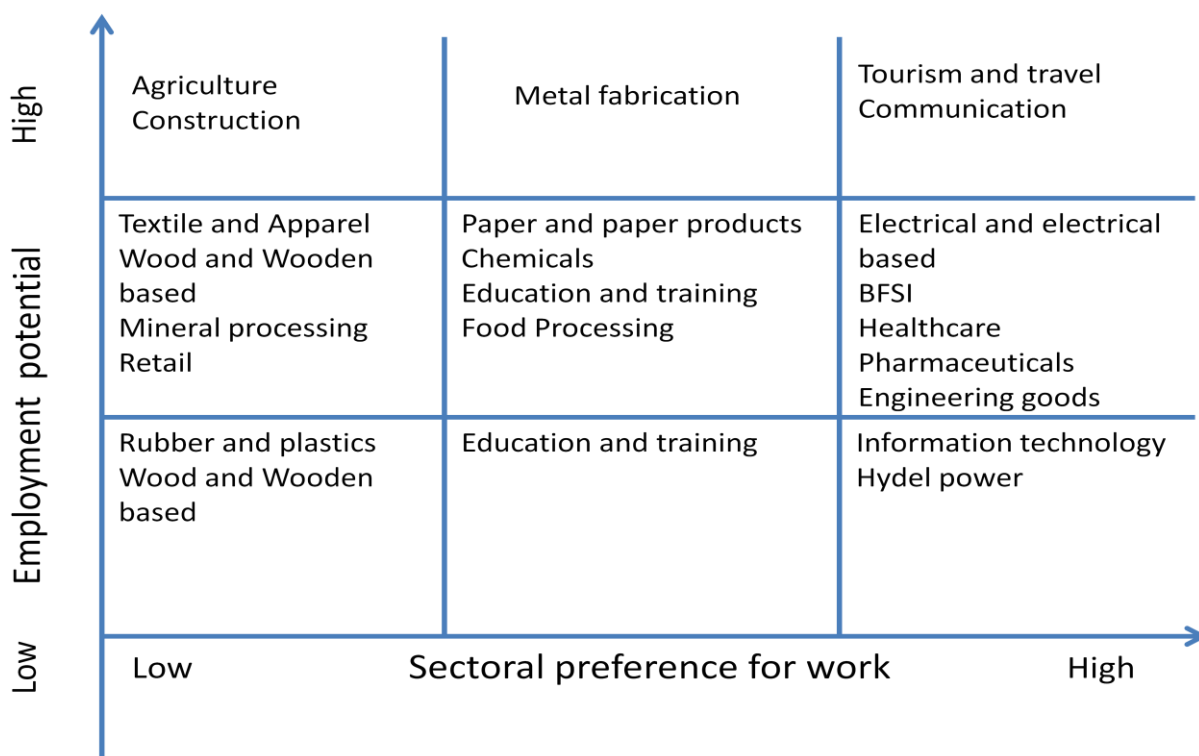 High
Agriculture
Construction
Metal fabrication
Tourism and travel
Communication
Employment potential
Textile and Apparel
Wood and Wooden
based
Mineral processing
Retail
Paper and paper products
Chemicals
Education and training
Food Processing
Electrical and electrical
based
BFSI
Healthcare
Pharmaceuticals
Engineering goods
Rubber and plastics
Wood and Wooden
based
Education and training
Information technology
Hydel power
Low
Low
Sectoral preference for work
High